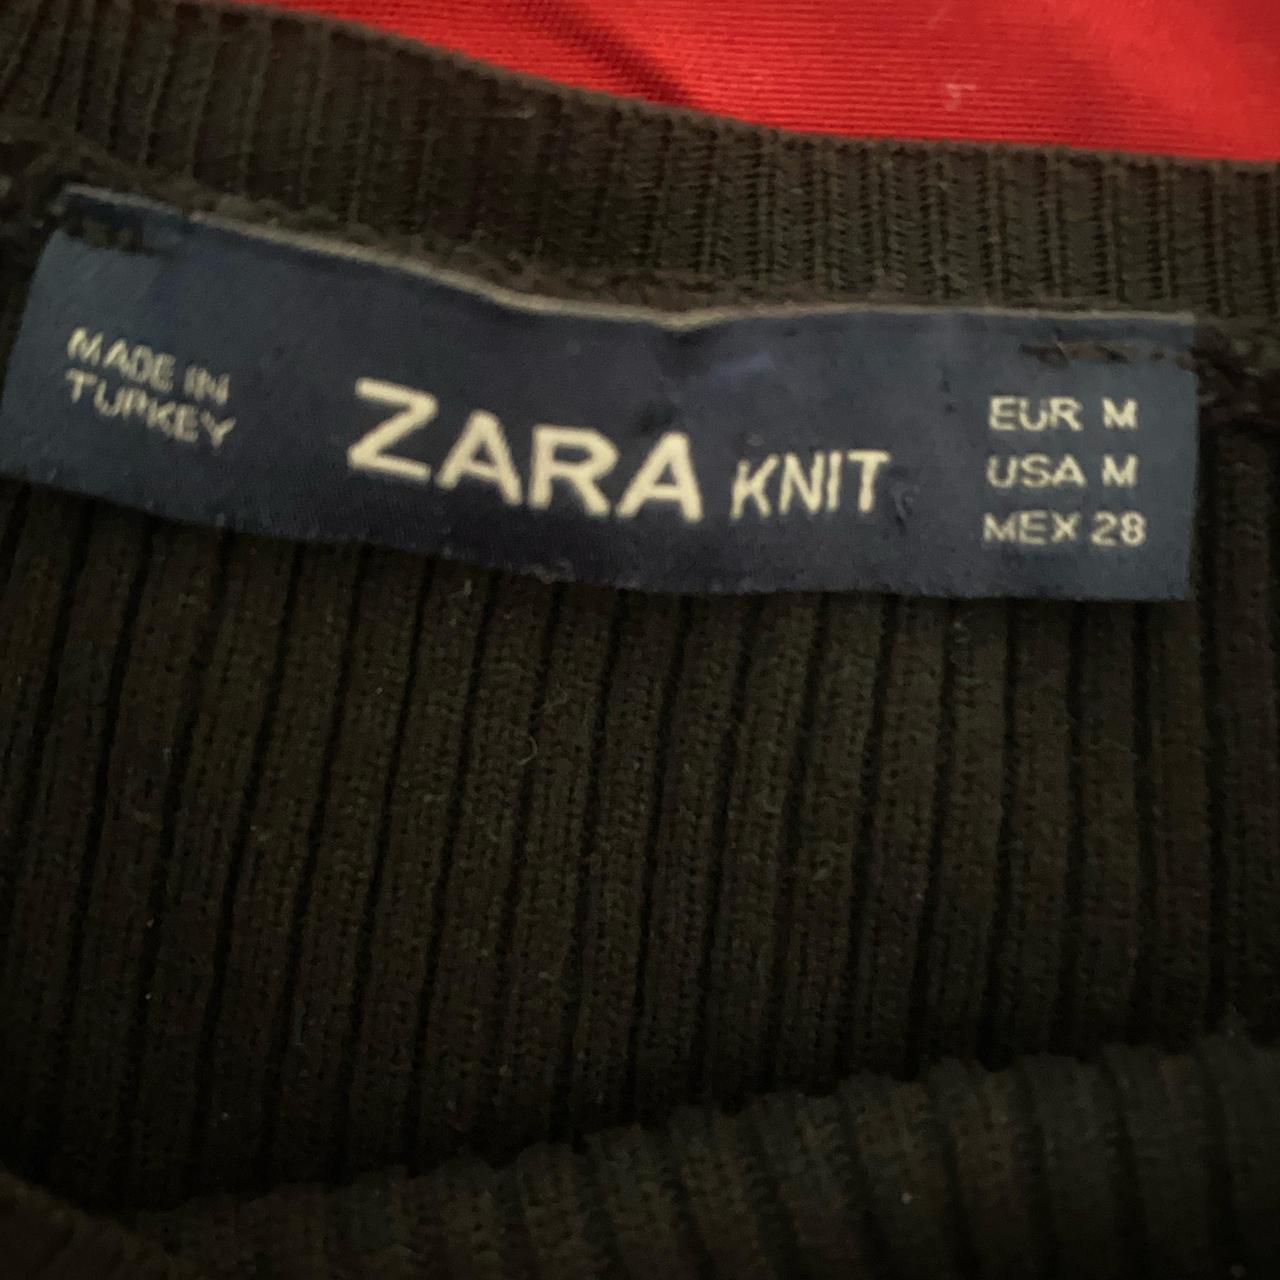 MADE IN
TURKEY
ZARA KNIT
EUR M
USA M
MEX 28